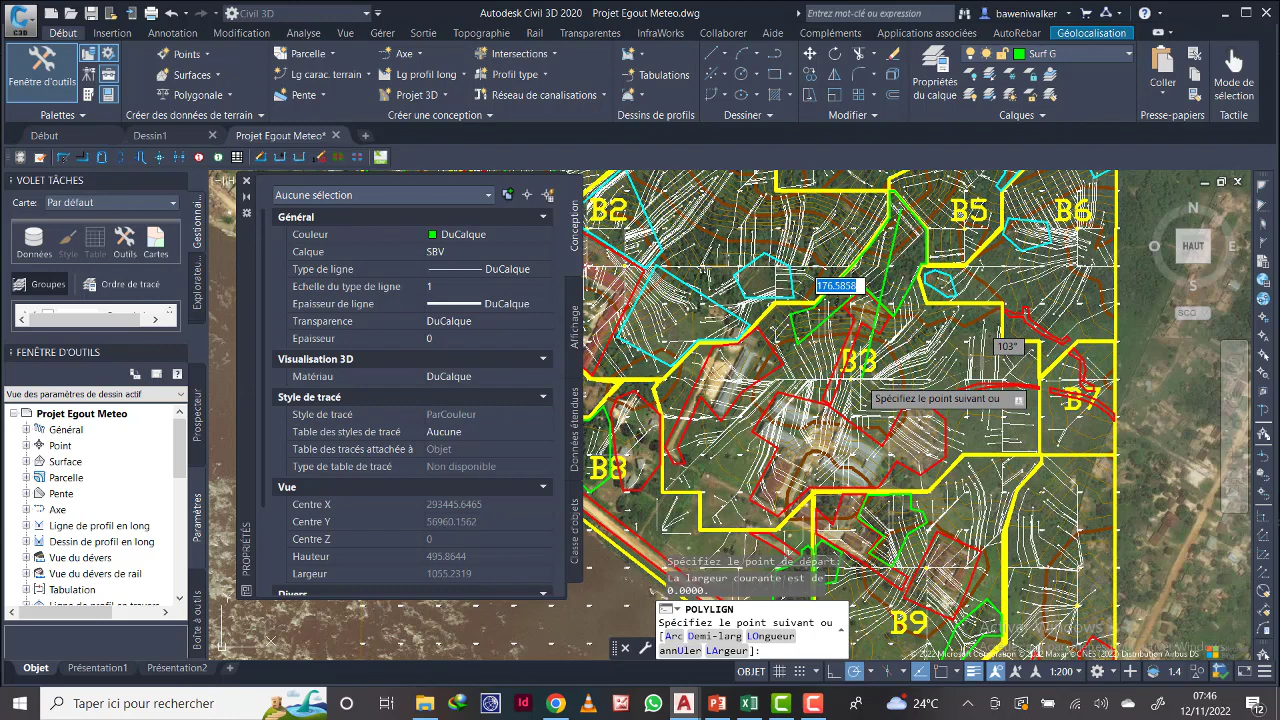 Autodesk Civil 3D 2020 Projet Egout Meteo.dwg
Civil 3D
Entrez mot-clé ou expression
baweniwalker
C3D
Début Insertion Annotation Modification Analyse Vue Gérer Sortie Topographie Rail Transparentes InfraWorks Collaborer Aide Compléments Applications associées AutoRebar Géolocalisation
Fenêtre d'outils
Points
Surfaces
Polygonale
Parcelle
Lg carac. terrain
Pente
Axe
Lg profil long
Projet 3D
Intersections
Profil type
Réseau de canalisations
Tabulations
Propriétés
du calque
Surf G
Coller
Mode de
sélection
Palettes Créer des données de terrain Créer une conception Dessins de profils Dessiner Modifier Calques Presse-papiers Tactile
Début Dessin1 Projet Egout Meteo*
VOLET TÂCHES
Carte: Par défaut
Données Style Table Outils Cartes
Groupes Ordre de tracé
Gestionnai...
Explorateu...
FENÊTRE D'OUTILS
Vue des paramètres de dessin actif
Projet Egout Meteo
Général
Point
Surface
Parcelle
Pente
Axe
Ligne de profil en long
Dessin de profil en long
Vue du dévers
Vue du dévers de rail
Tabulation
Prospecteur
Paramètres
Boîte à outils
Aucune sélection
Général
Couleur DuCalque
Calque SBV
Type de ligne DuCalque
Echelle du type de ligne 1
Epaisseur de ligne DuCalque
Transparence DuCalque
Epaisseur 0
Visualisation 3D
Matériau DuCalque
Style de tracé
Style de tracé ParCouleur
Table des styles de tracé Aucune
Table des tracés attachée à Objet
Type de table de tracé Non disponible
Vue
Centre X 293445.6465
Centre Y 56960.1562
Centre Z 0
Hauteur 495.8644
Largeur 1055.2319
Divers
PROPRIÉTÉS
Conception
Affichage
Données étendues
Classe d'objets
B2
B5
B6
176.5858
103°
B3
Spécifiez le point suivant ou
B7
B8
B9
N
O HAUT E
S
SCG
Spécifiez le point de départ:
La largeur courante est de
0.0000.
POLYLIGN
Spécifiez le point suivant ou
[Arc Demi-larg LOngueur
annUler LArgeur]:
Activer Windows
© 2022 Microsoft Corporation © 2022 Maxar ©CNES (2022) Distribution Airbus DS
Objet Présentation1 Présentation2
OBJET
1:200
1:4
Taper ici pour rechercher
24°C
FRA
07:46
12/11/2022